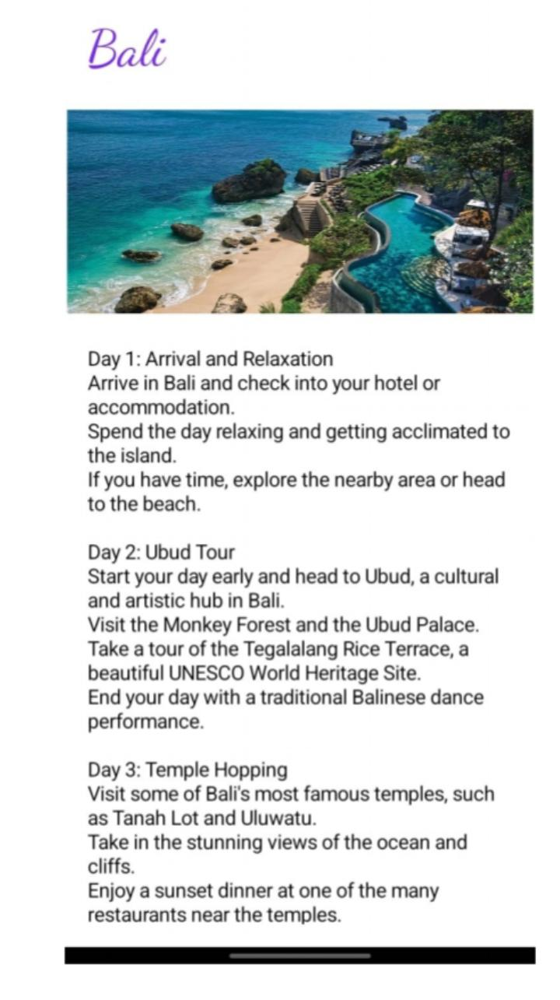 Bali
Day 1: Arrival and Relaxation
Arrive in Bali and check into your hotel or
accommodation.
Spend the day relaxing and getting acclimated to
the island.
If you have time, explore the nearby area or head
to the beach.
Day 2: Ubud Tour
Start your day early and head to Ubud, a cultural
and artistic hub in Bali.
Visit the Monkey Forest and the Ubud Palace.
Take a tour of the Tegalalang Rice Terrace, a
beautiful UNESCO World Heritage Site.
End your day with a traditional Balinese dance
performance.
Day 3: Temple Hopping
Visit some of Bali's most famous temples, such
as Tanah Lot and Uluwatu.
Take in the stunning views of the ocean and
cliffs.
Enjoy a sunset dinner at one of the many
restaurants near the temples.